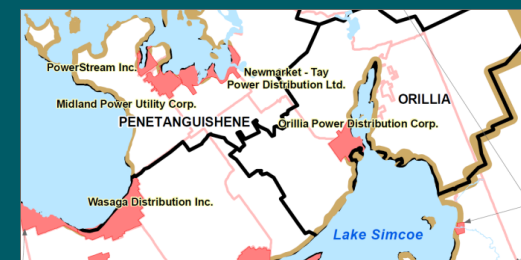 PowerStream Inc.
Newmarket - Tay
Power Distribution Ltd.
Midland Power Utility Corp.
ORILLIA
PENETANGUISHENE
Orillia Power Distribution Corp.
Wasaga Distribution Inc.
Lake Simcoe